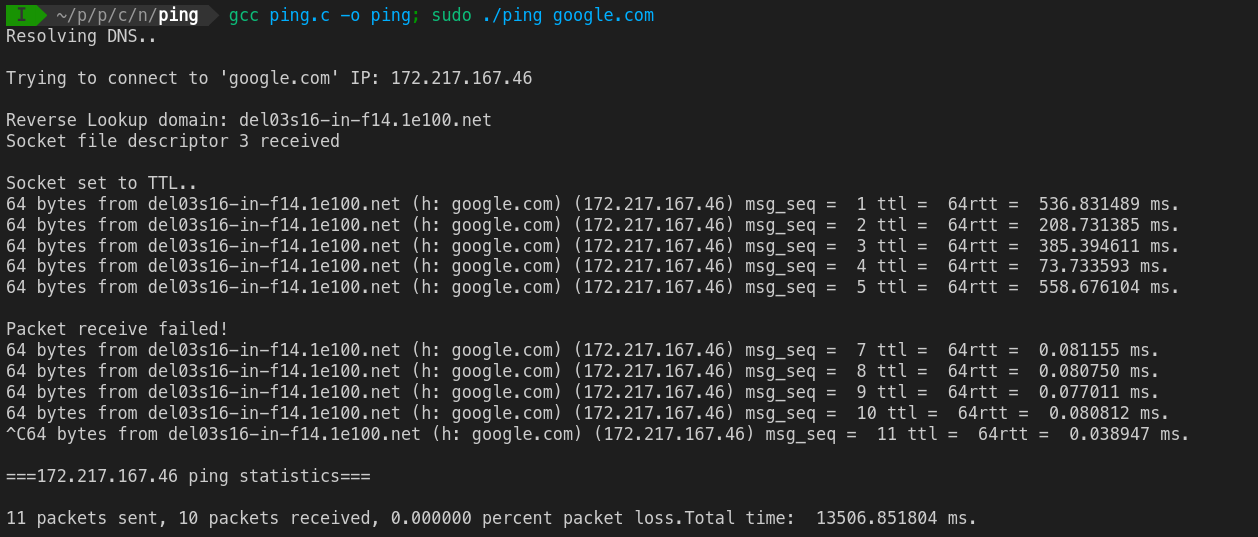 I ~/p/p/c/n/ping gcc ping.c -o ping; sudo ./ping google.com
Resolving DNS..
Trying to connect to 'google.com' IP: 172.217.167.46
Reverse Lookup domain: del03s16-in-f14.1e100.net
Socket file descriptor 3 received
Socket set to TTL..
64 bytes from del03s16-in-f14.1e100.net (h: google.com) (172.217.167.46) msg_seq =  1 ttl =  64rtt =  536.831489 ms.
64 bytes from del03s16-in-f14.1e100.net (h: google.com) (172.217.167.46) msg_seq =  2 ttl =  64rtt =  208.731385 ms.
64 bytes from del03s16-in-f14.1e100.net (h: google.com) (172.217.167.46) msg_seq =  3 ttl =  64rtt =  385.394611 ms.
64 bytes from del03s16-in-f14.1e100.net (h: google.com) (172.217.167.46) msg_seq =  4 ttl =  64rtt =  73.733593 ms.
64 bytes from del03s16-in-f14.1e100.net (h: google.com) (172.217.167.46) msg_seq =  5 ttl =  64rtt =  558.676104 ms.
Packet receive failed!
64 bytes from del03s16-in-f14.1e100.net (h: google.com) (172.217.167.46) msg_seq =  7 ttl =  64rtt =  0.081155 ms.
64 bytes from del03s16-in-f14.1e100.net (h: google.com) (172.217.167.46) msg_seq =  8 ttl =  64rtt =  0.080750 ms.
64 bytes from del03s16-in-f14.1e100.net (h: google.com) (172.217.167.46) msg_seq =  9 ttl =  64rtt =  0.077011 ms.
64 bytes from del03s16-in-f14.1e100.net (h: google.com) (172.217.167.46) msg_seq =  10 ttl =  64rtt =  0.080812 ms.
^C64 bytes from del03s16-in-f14.1e100.net (h: google.com) (172.217.167.46) msg_seq =  11 ttl =  64rtt =  0.038947 ms.
===172.217.167.46 ping statistics===
11 packets sent, 10 packets received, 0.000000 percent packet loss.Total time:  13506.851804 ms.